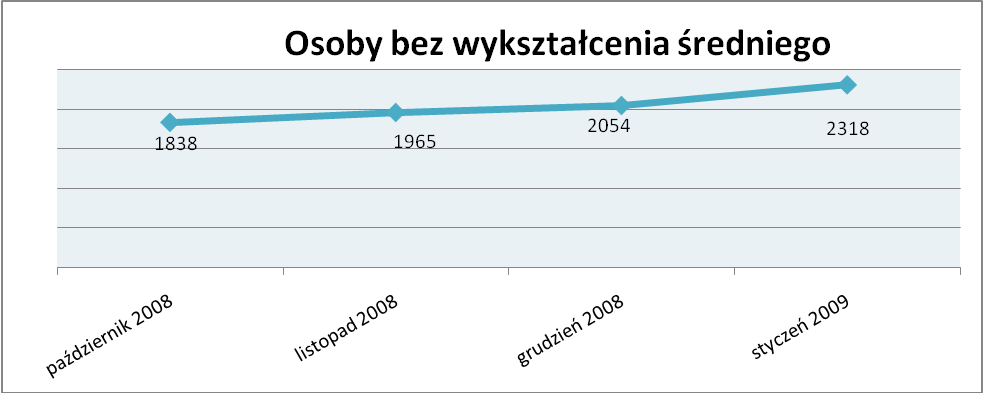 Osoby bez wykształcenia średniego
1838
1965
2054
2318
październik 2008
listopad 2008
grudzień 2008
styczeń 2009